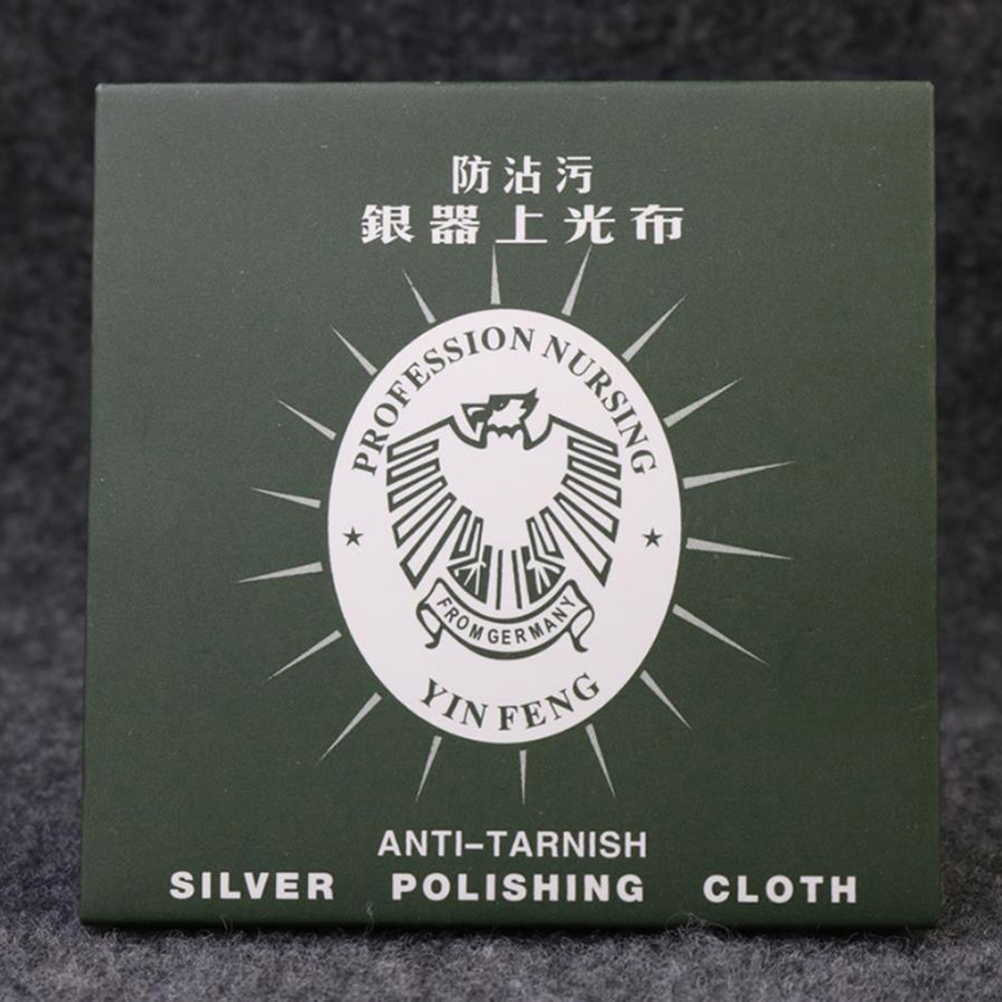 防沾污
銀器上光布
PROFESSION NURSING
FROM GERMANY
YIN FENG
ANTI-TARNISH
SILVER POLISHING CLOTH